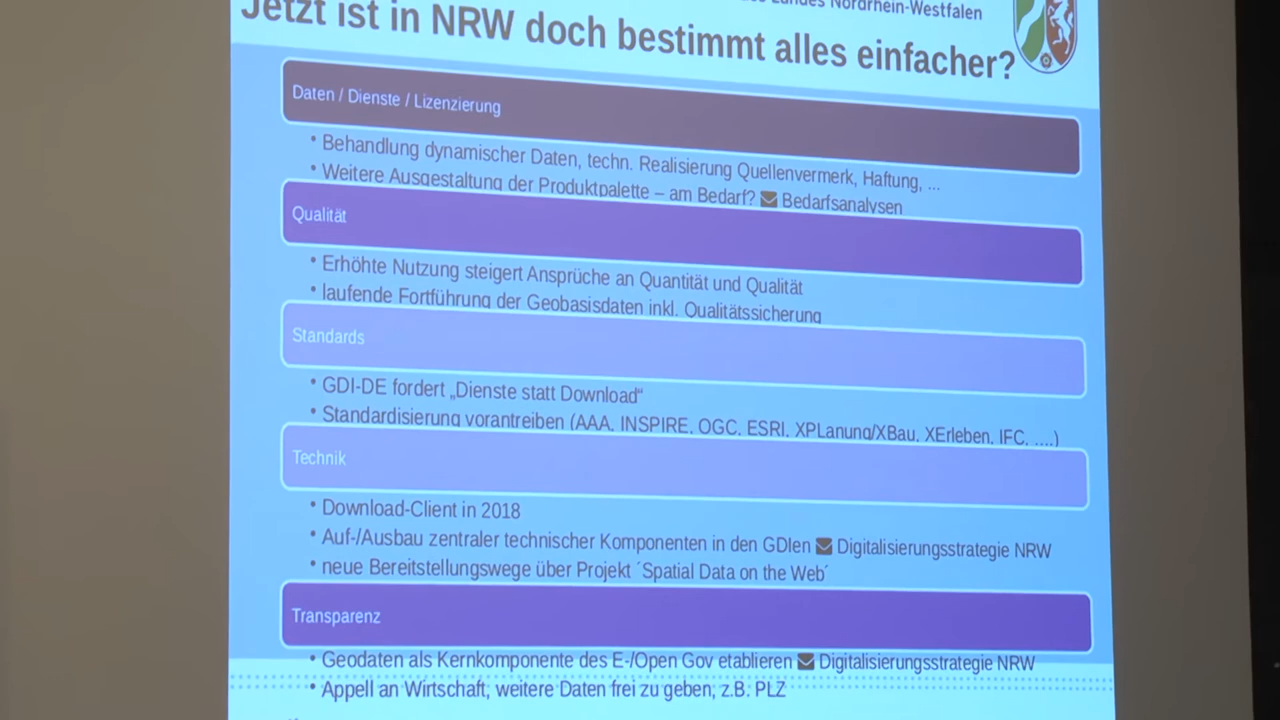 Landes Nordrhein-Westfalen
Jetzt ist in NRW doch bestimmt alles einfacher?
Daten / Dienste / Lizenzierung
• Behandlung dynamischer Daten, techn. Realisierung Quellenvermerk, Haftung, ...
• Weitere Ausgestaltung der Produktpalette – am Bedarf? Bedarfsanalysen
Qualität
• Erhöhte Nutzung steigert Ansprüche an Quantität und Qualität
• laufende Fortführung der Geobasisdaten inkl. Qualitätssicherung
Standards
• GDI-DE fordert „Dienste statt Download“
• Standardisierung vorantreiben (AAA, INSPIRE, OGC, ESRI, XPLanung/XBau, XErleben, IFC, ....)
Technik
• Download-Client in 2018
• Auf-/Ausbau zentraler technischer Komponenten in den GDIen Digitalisierungsstrategie NRW
• neue Bereitstellungswege über Projekt ´Spatial Data on the Web´
Transparenz
• Geodaten als Kernkomponente des E-/Open Gov etablieren Digitalisierungsstrategie NRW
• Appell an Wirtschaft, weitere Daten frei zu geben, z.B. PLZ